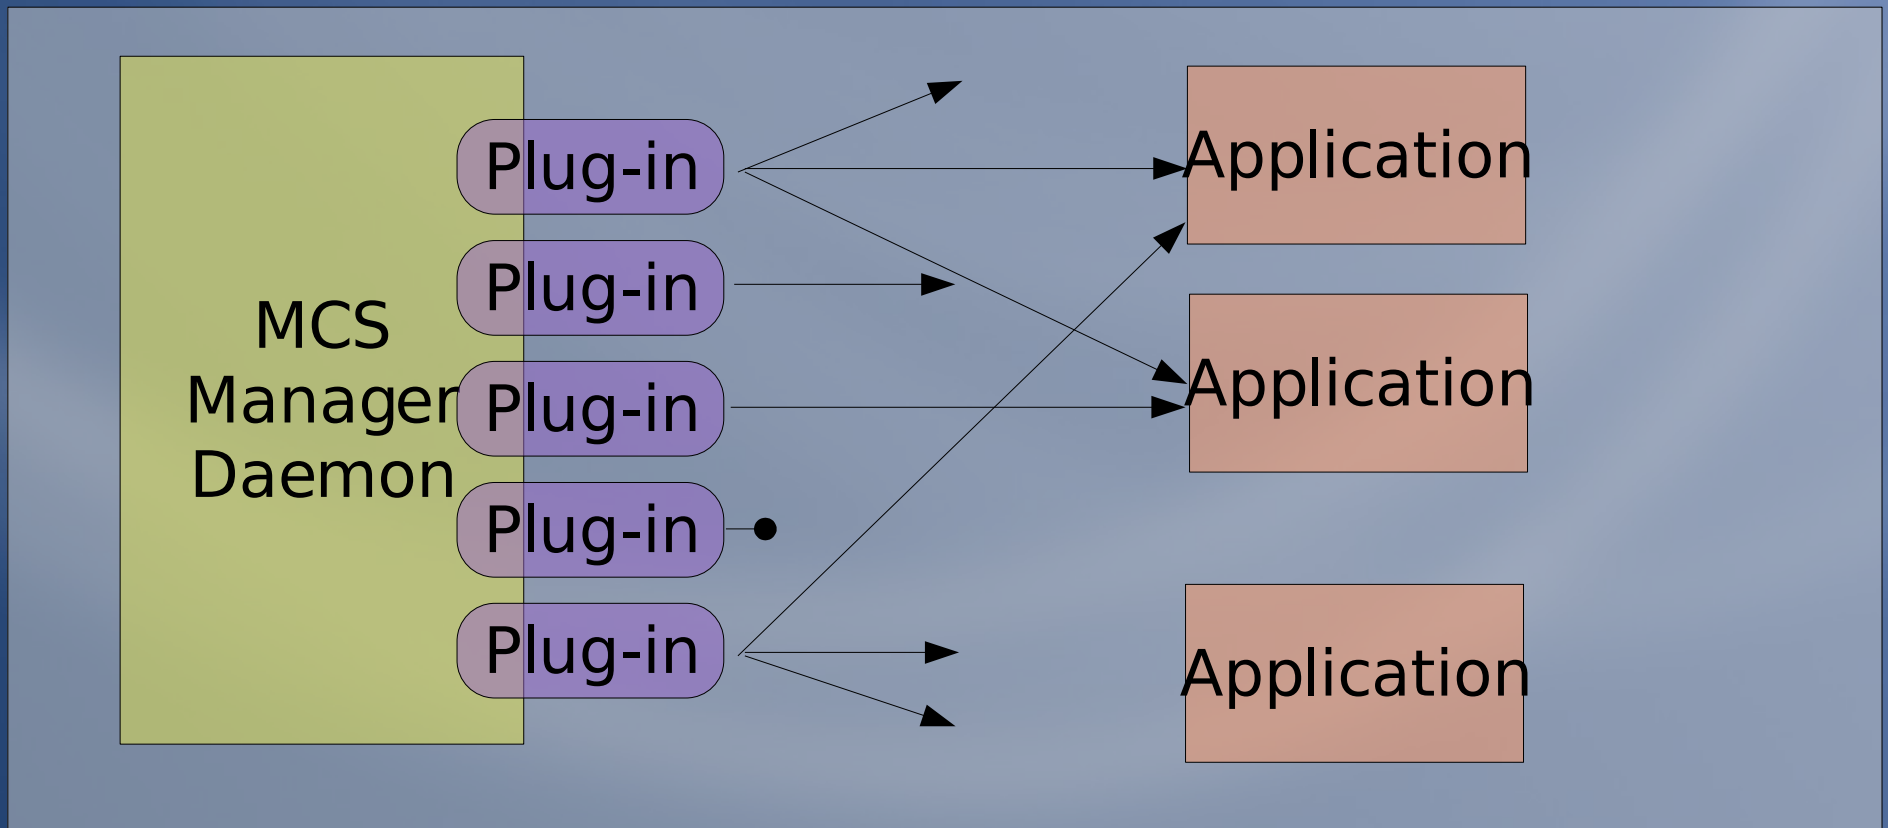 MCS
Manager
Daemon
Plug-in
Plug-in
Plug-in
Plug-in
Plug-in
Application
Application
Application